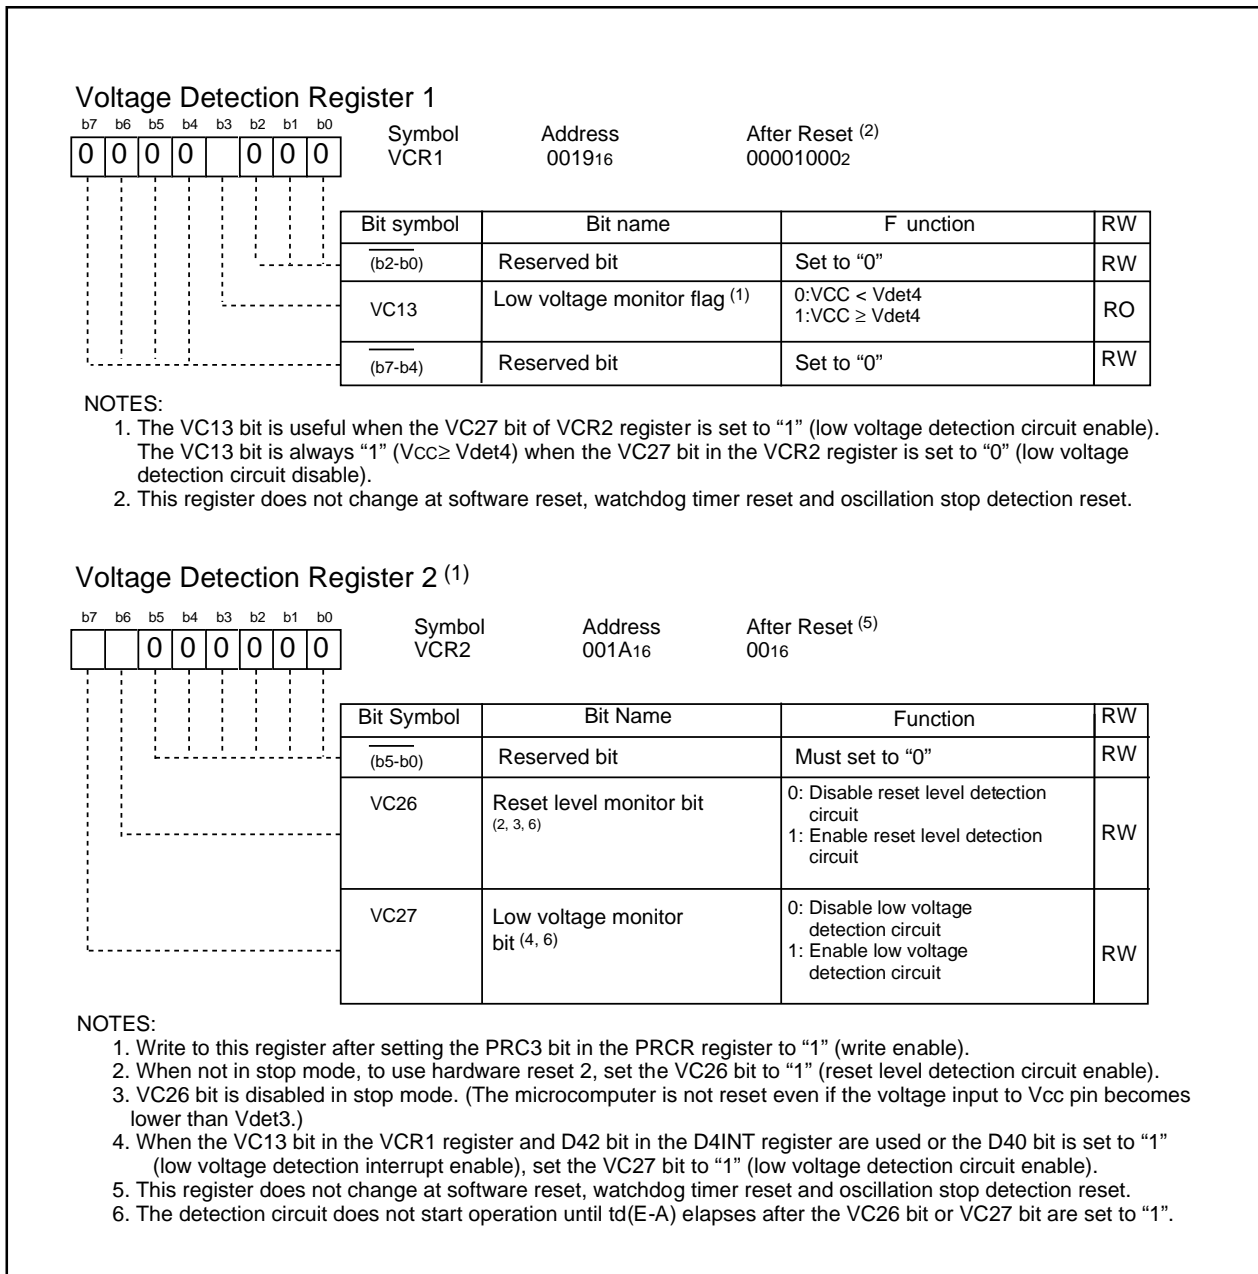 Voltage Detection Register 1
b7 b6 b5 b4 b3 b2 b1 b0
0 0 0 0 0 0 0
Symbol Address After Reset (2)
VCR1 001916 000010002
Bit symbol Bit name F unction RW
(b2-b0) Reserved bit Set to “0” RW
VC13 Low voltage monitor flag (1) 0:VCC < Vdet4
1:VCC ≥ Vdet4 RO
(b7-b4) Reserved bit Set to “0” RW
NOTES:
1. The VC13 bit is useful when the VC27 bit of VCR2 register is set to “1” (low voltage detection circuit enable).
The VC13 bit is always “1” (VCC≥ Vdet4) when the VC27 bit in the VCR2 register is set to “0” (low voltage
detection circuit disable).
2. This register does not change at software reset, watchdog timer reset and oscillation stop detection reset.
Voltage Detection Register 2 (1)
b7 b6 b5 b4 b3 b2 b1 b0
0 0 0 0 0 0
Symbol Address After Reset (5)
VCR2 001A16 0016
Bit Symbol Bit Name Function RW
(b5-b0) Reserved bit Must set to “0” RW
VC26 Reset level monitor bit
(2, 3, 6)
0: Disable reset level detection
circuit
1: Enable reset level detection
circuit
RW
VC27 Low voltage monitor
bit (4, 6)
0: Disable low voltage
detection circuit
1: Enable low voltage
detection circuit
RW
NOTES:
1. Write to this register after setting the PRC3 bit in the PRCR register to “1” (write enable).
2. When not in stop mode, to use hardware reset 2, set the VC26 bit to “1” (reset level detection circuit enable).
3. VC26 bit is disabled in stop mode. (The microcomputer is not reset even if the voltage input to Vcc pin becomes
lower than Vdet3.)
4. When the VC13 bit in the VCR1 register and D42 bit in the D4INT register are used or the D40 bit is set to “1”
(low voltage detection interrupt enable), set the VC27 bit to “1” (low voltage detection circuit enable).
5. This register does not change at software reset, watchdog timer reset and oscillation stop detection reset.
6. The detection circuit does not start operation until td(E-A) elapses after the VC26 bit or VC27 bit are set to “1”.